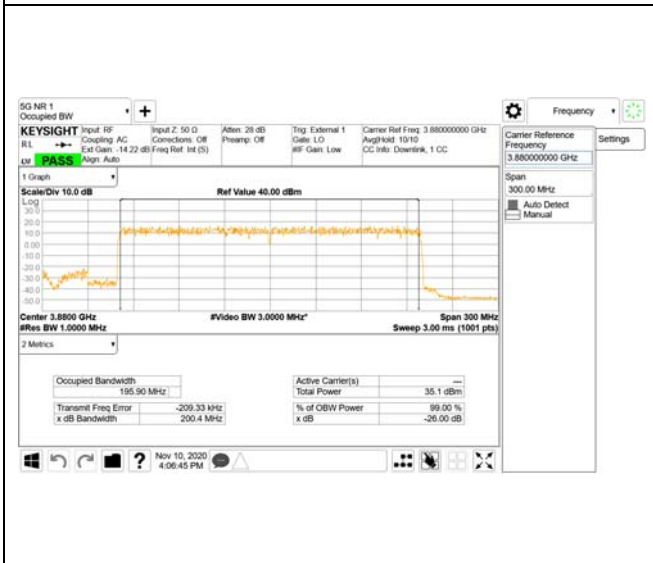 5G NR 1
Occupied BW
Frequency
KEYSIGHT
RL
PASS
Input: RF
Coupling: AC
Ext Gain: -14.22 dB
Align: Auto
Input Z: 50 Ω
Corrections: Off
Freq Ref: Int (S)
Atten: 28 dB
Preamp: Off
Trig: External 1
Gate: LO
#IF Gain: Low
Carrier Ref Freq: 3.880000000 GHz
Avg|Hold: 10/10
CC Info: Downlink, 1 CC
Carrier Reference
Frequency
3.880000000 GHz
Settings
Span
300.00 MHz
Auto Detect
Manual
1 Graph
Scale/Div 10.0 dB
Ref Value 40.00 dBm
Log
30.0
20.0
10.0
0.00
-10.0
-20.0
-30.0
-40.0
-50.0
Center 3.8800 GHz
#Video BW 3.0000 MHz*
Span 300 MHz
#Res BW 1.0000 MHz
Sweep 3.00 ms (1001 pts)
2 Metrics
Occupied Bandwidth
195.90 MHz
Transmit Freq Error -209.33 kHz
x dB Bandwidth 200.4 MHz
Active Carrier(s) ---
Total Power 35.1 dBm
% of OBW Power 99.00 %
x dB -26.00 dB
?
Nov 10, 2020
4:06:45 PM